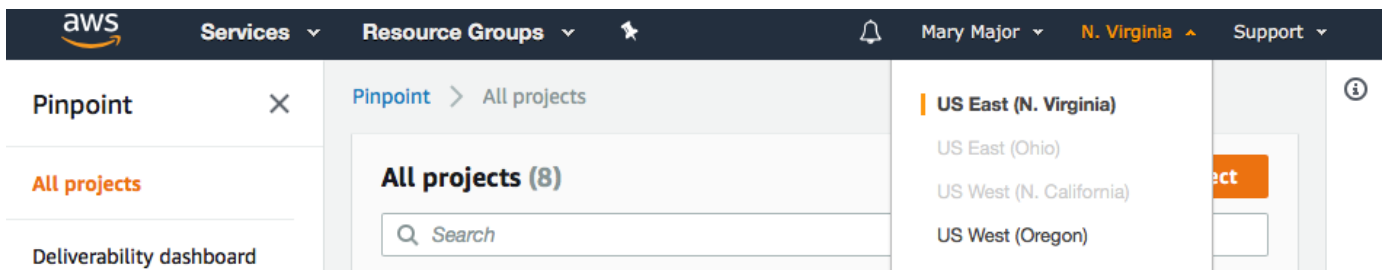 aws Services Resource Groups Mary Major N. Virginia Support
Pinpoint
Pinpoint > All projects
US East (N. Virginia)
US East (Ohio)
All projects
All projects (8)
US West (N. California)
Search
US West (Oregon)
Deliverability dashboard